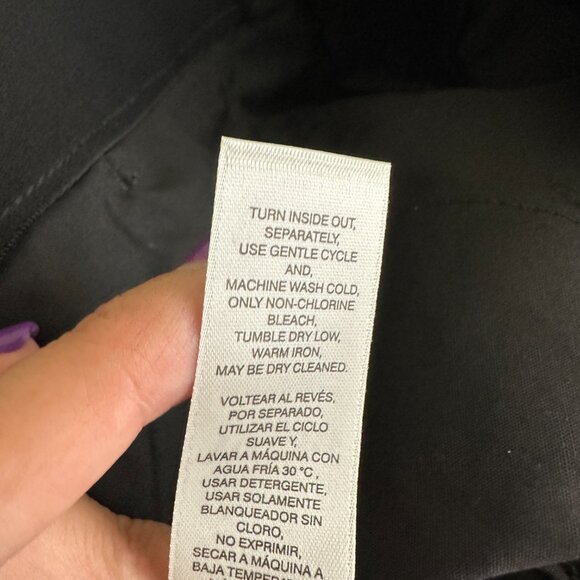 TURN INSIDE OUT,
SEPARATELY,
USE GENTLE CYCLE
AND,
MACHINE WASH COLD,
ONLY NON-CHLORINE
BLEACH,
TUMBLE DRY LOW,
WARM IRON,
MAY BE DRY CLEANED.
VOLTEAR AL REVÉS,
POR SEPARADO,
UTILIZAR EL CICLO
SUAVE Y,
LAVAR A MÁQUINA CON
AGUA FRÍA 30 °C,
USAR DETERGENTE,
USAR SOLAMENTE
BLANQUEADOR SIN
CLORO,
NO EXPRIMIR,
SECAR A MÁQUINA A
BAJA TEMPERA